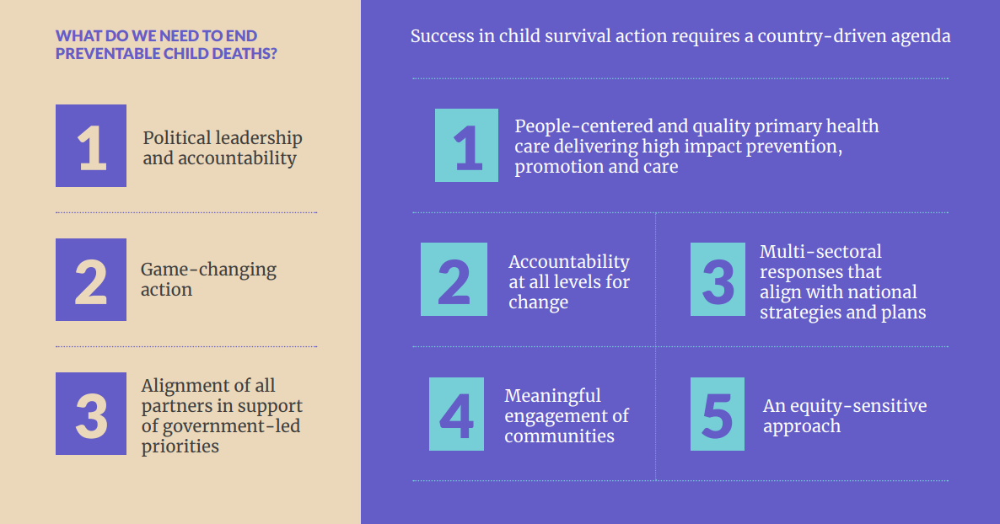 WHAT DO WE NEED TO END
PREVENTABLE CHILD DEATHS?
1
Political leadership
and accountability
2
Game-changing
action
3
Alignment of all
partners in support
of government-led
priorities
Success in child survival action requires a country-driven agenda
1
People-centered and quality primary health
care delivering high impact prevention,
promotion and care
2
Accountability
at all levels for
change
3
Multi-sectoral
responses that
align with national
strategies and plans
4
Meaningful
engagement of
communities
5
An equity-sensitive
approach